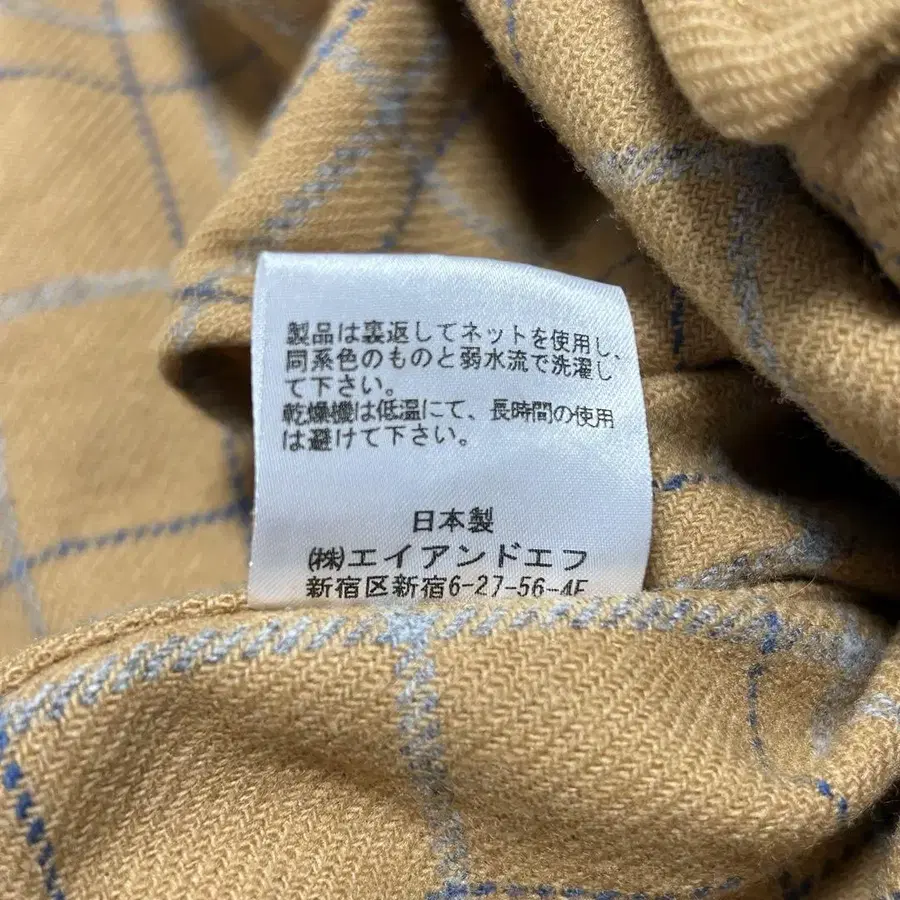 製品は裏返してネットを使用し、
同系色のものと弱水流で洗濯し
て下さい。
乾燥機は低温にて、長時間の使用
は避けて下さい。
日本製
㈱エイアンドエフ
新宿区新宿6-27-56-4F